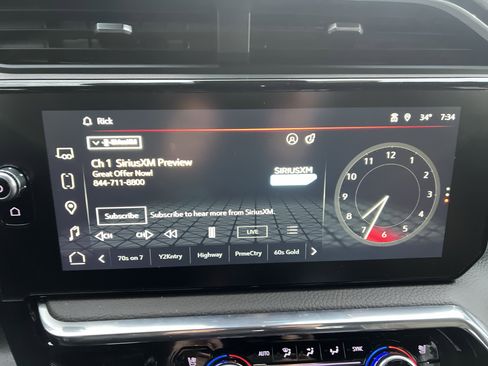 Rick
34° 7:34
SiriusXM
Ch 1 SiriusXM Preview
Great Offer Now!
844-711-8800
SIRIUSXM
Subscribe Subscribe to hear more from SiriusXM.
CH CH LIVE
70s on 7 Y2Kntry Highway PrmeCtry 60s Gold
12
1
2
3
4
5
6
7
8
9
10
11
AUTO SYNC